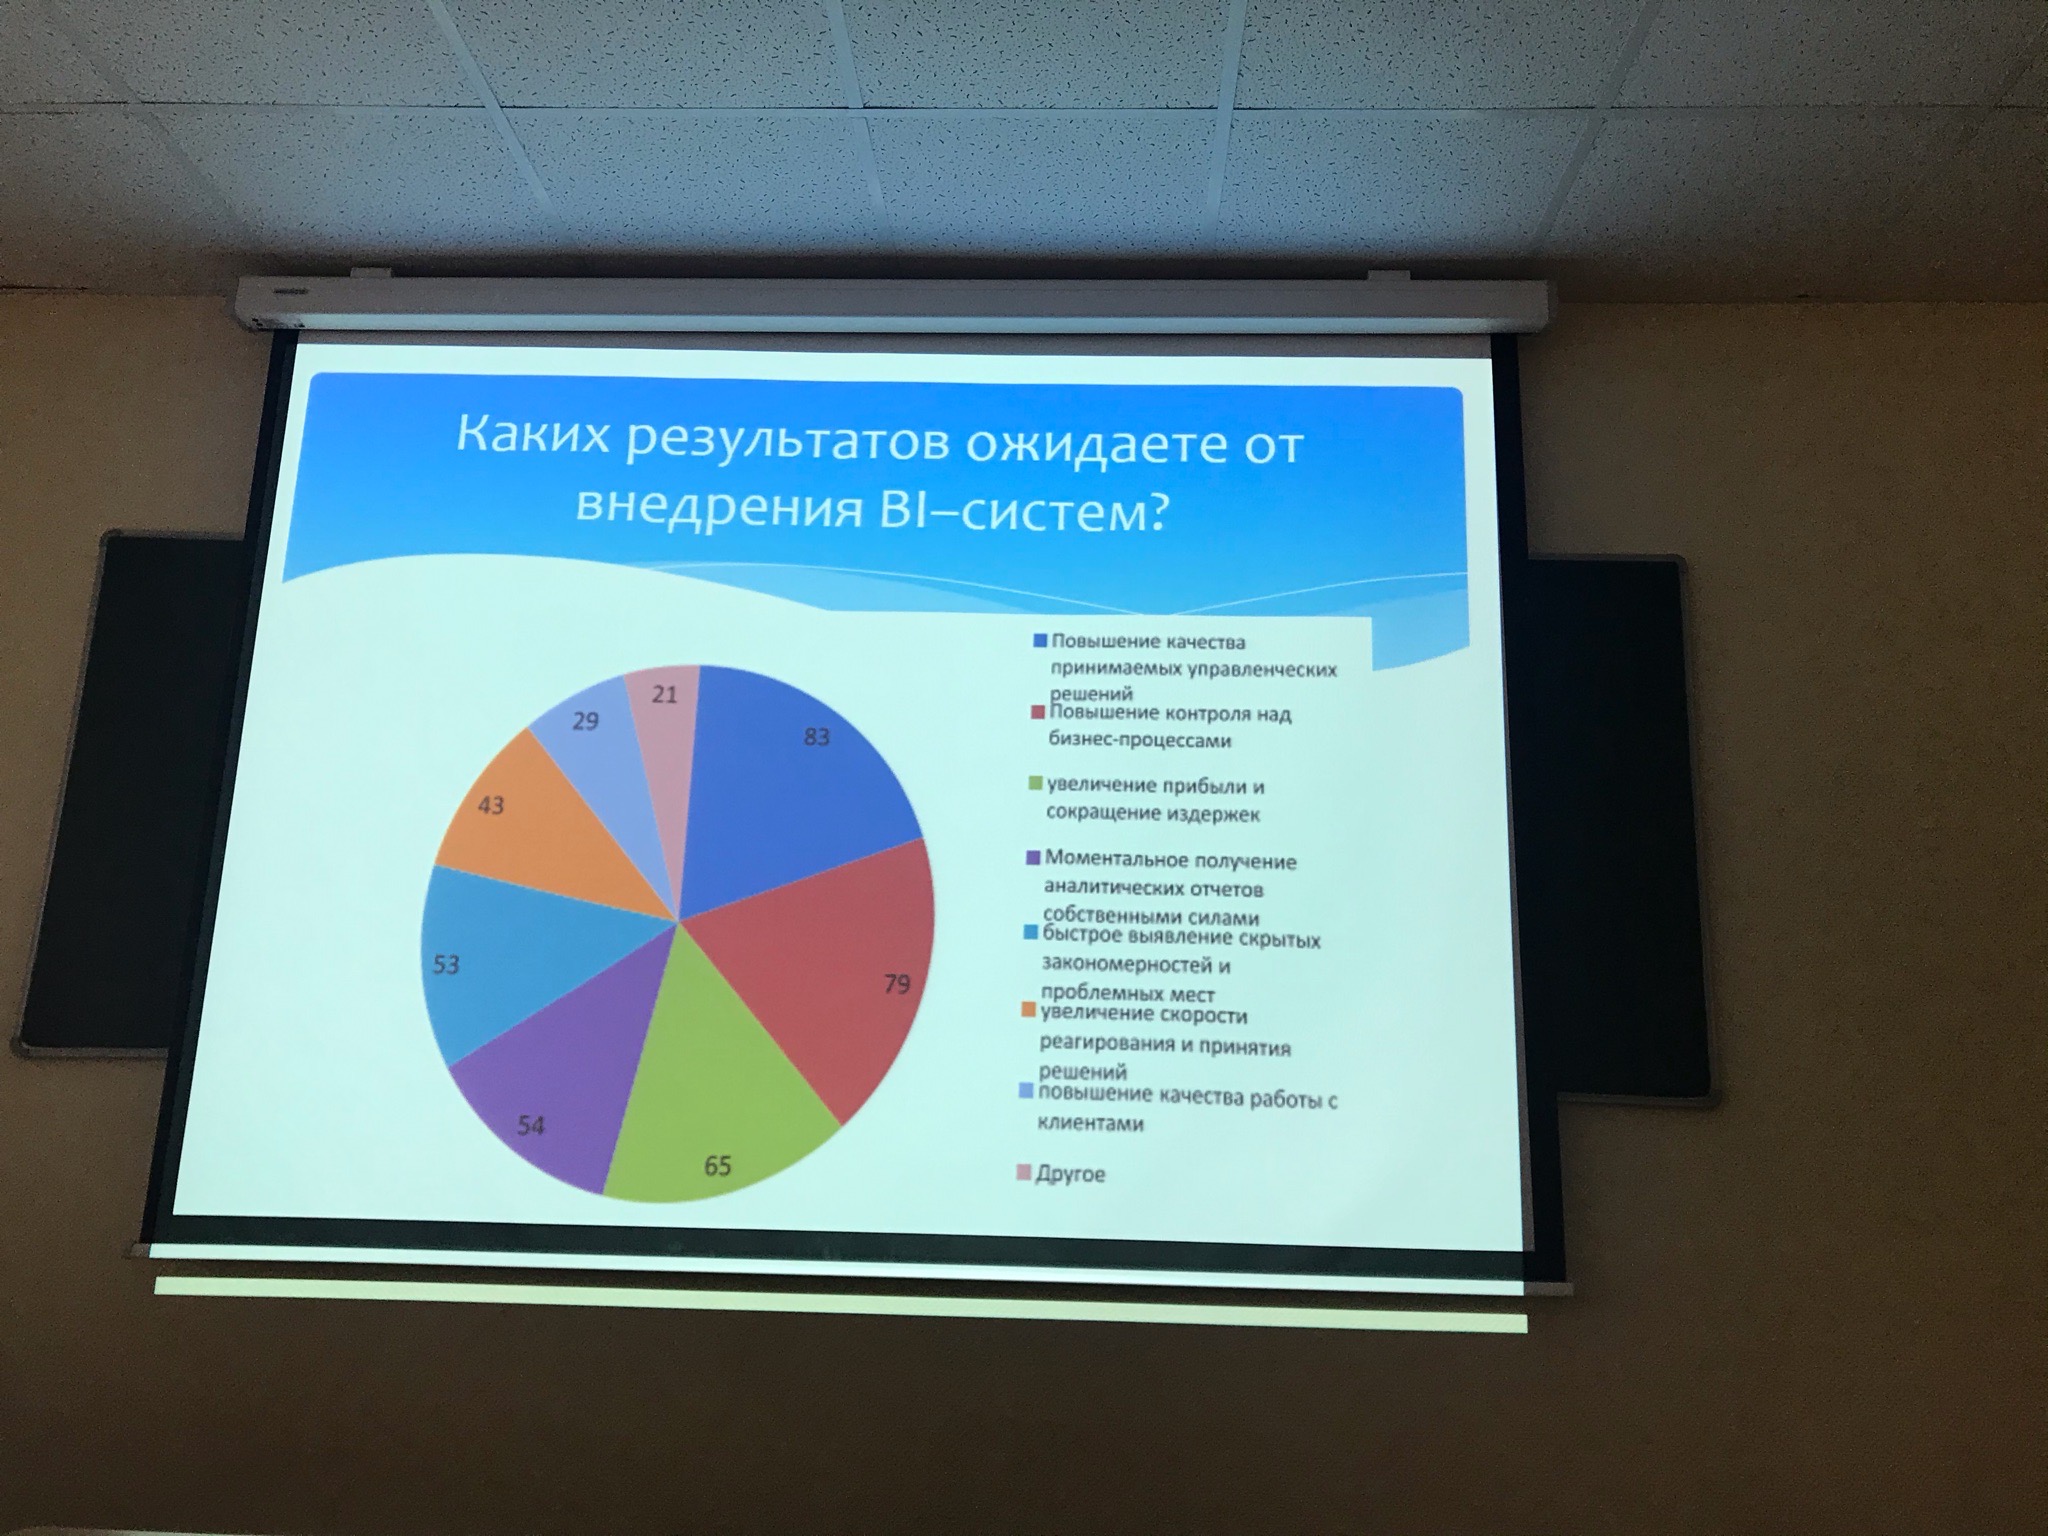 Каких результатов ожидаете от
внедрения BI–систем?
83
79
65
54
53
43
29
21
Повышение качества
принимаемых управленческих
решений
Повышение контроля над
бизнес-процессами
увеличение прибыли и
сокращение издержек
Моментальное получение
аналитических отчетов
собственными силами
быстрое выявление скрытых
закономерностей и
проблемных мест
увеличение скорости
реагирования и принятия
решений
повышение качества работы с
клиентами
Другое